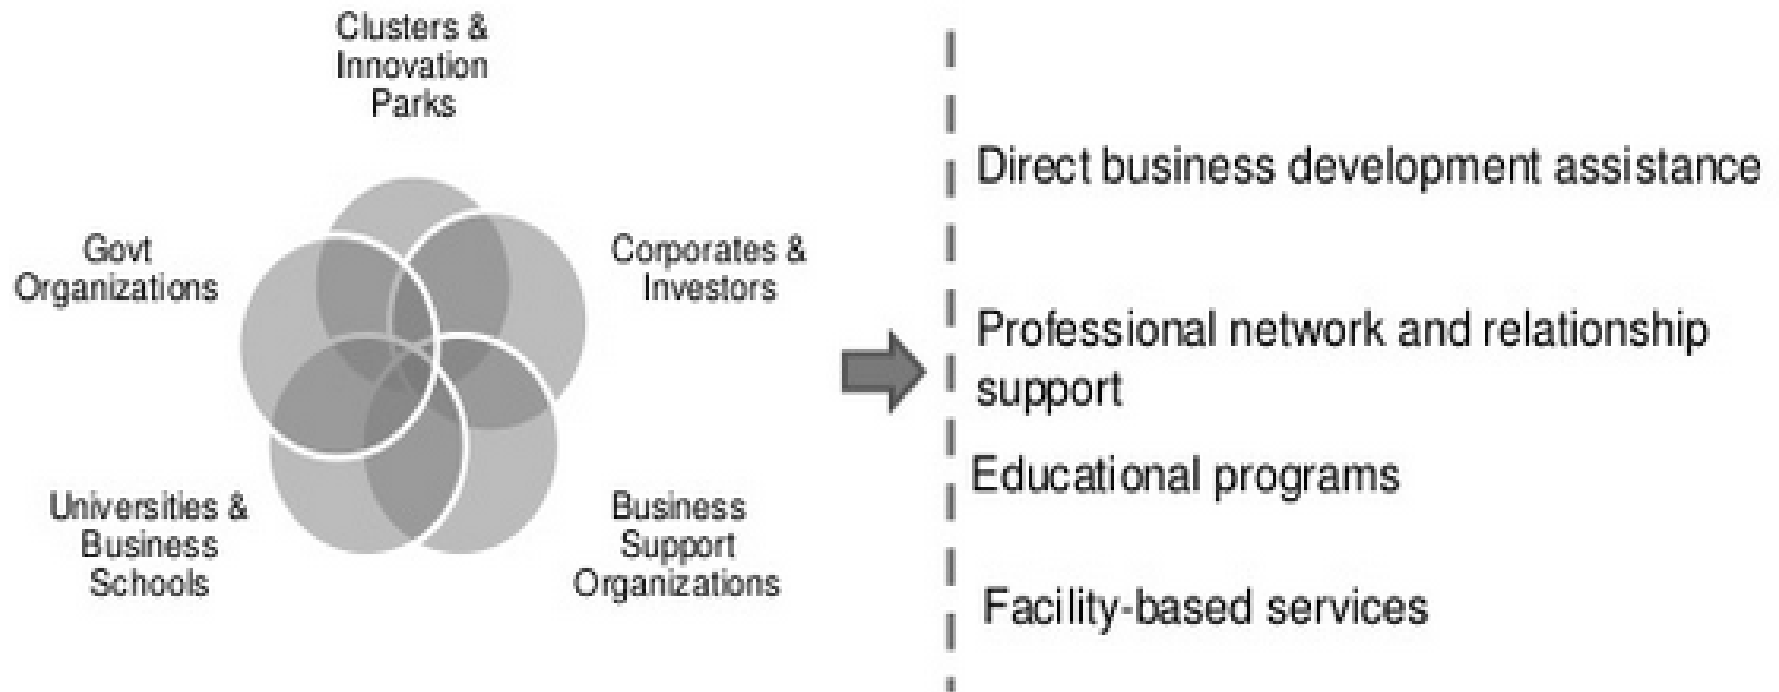 Clusters &
Innovation
Parks
Govt
Organizations
Corporates &
Investors
Universities &
Business
Schools
Business
Support
Organizations
Direct business development assistance
Professional network and relationship
support
Educational programs
Facility-based services